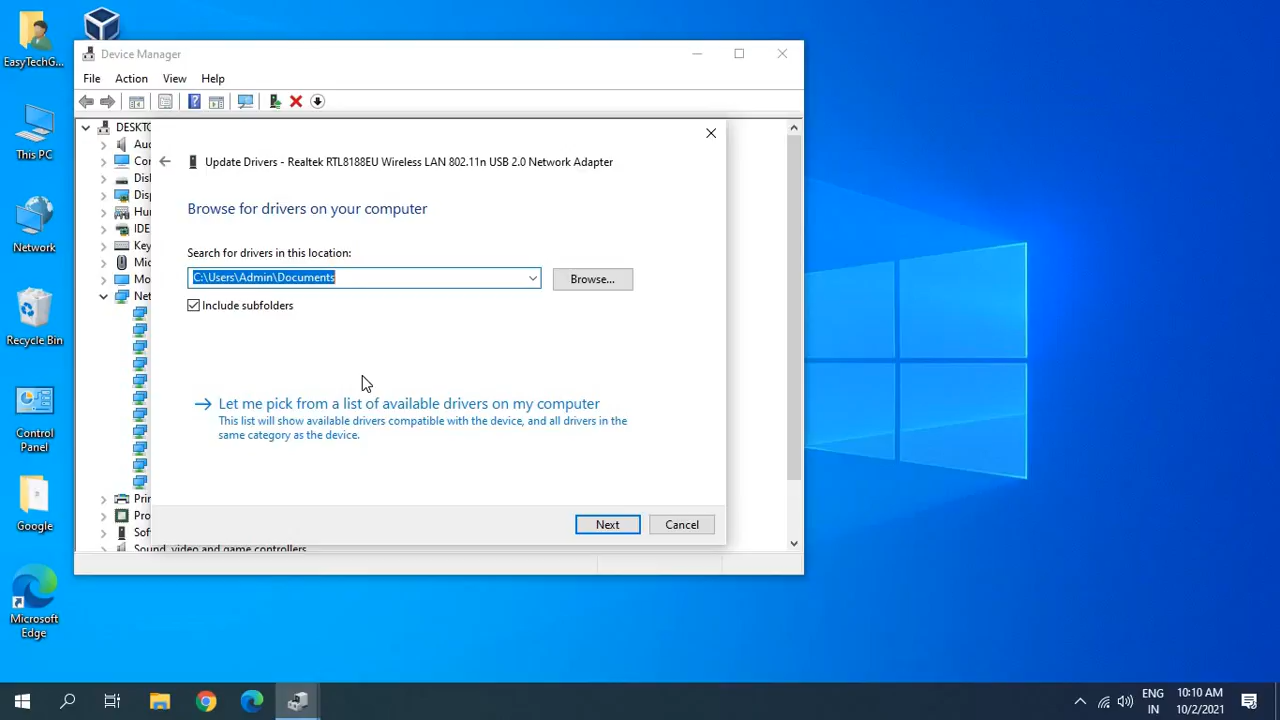 EasyTechG...
This PC
Network
Recycle Bin
Control
Panel
Google
Microsoft
Edge
Device Manager
File Action View Help
DESKTO
Aud
Con
Disk
Disp
Hum
IDE
Key
Mic
Mo
Net
Prin
Pro
Soft
Sound, video and game controllers
Update Drivers - Realtek RTL8188EU Wireless LAN 802.11n USB 2.0 Network Adapter
Browse for drivers on your computer
Search for drivers in this location:
C:\Users\Admin\Documents
Browse...
Include subfolders
Let me pick from a list of available drivers on my computer
This list will show available drivers compatible with the device, and all drivers in the
same category as the device.
Next Cancel
ENG
IN
10:10 AM
10/2/2021